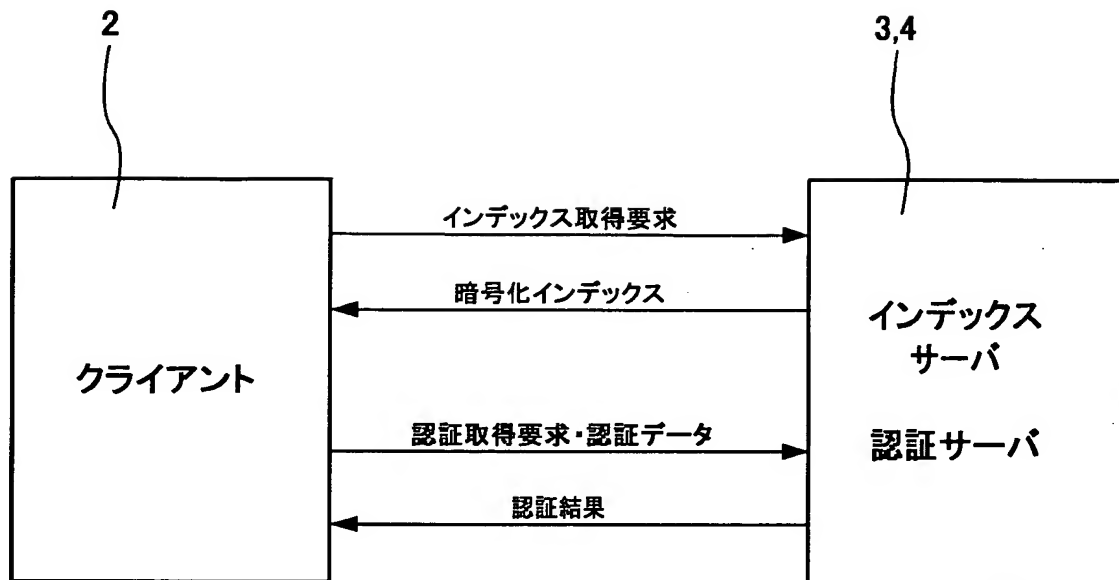 2
3,4
インデックス取得要求
暗号化インデックス
クライアント
インデックス
サーバ
認証サーバ
認証取得要求・認証データ
認証結果